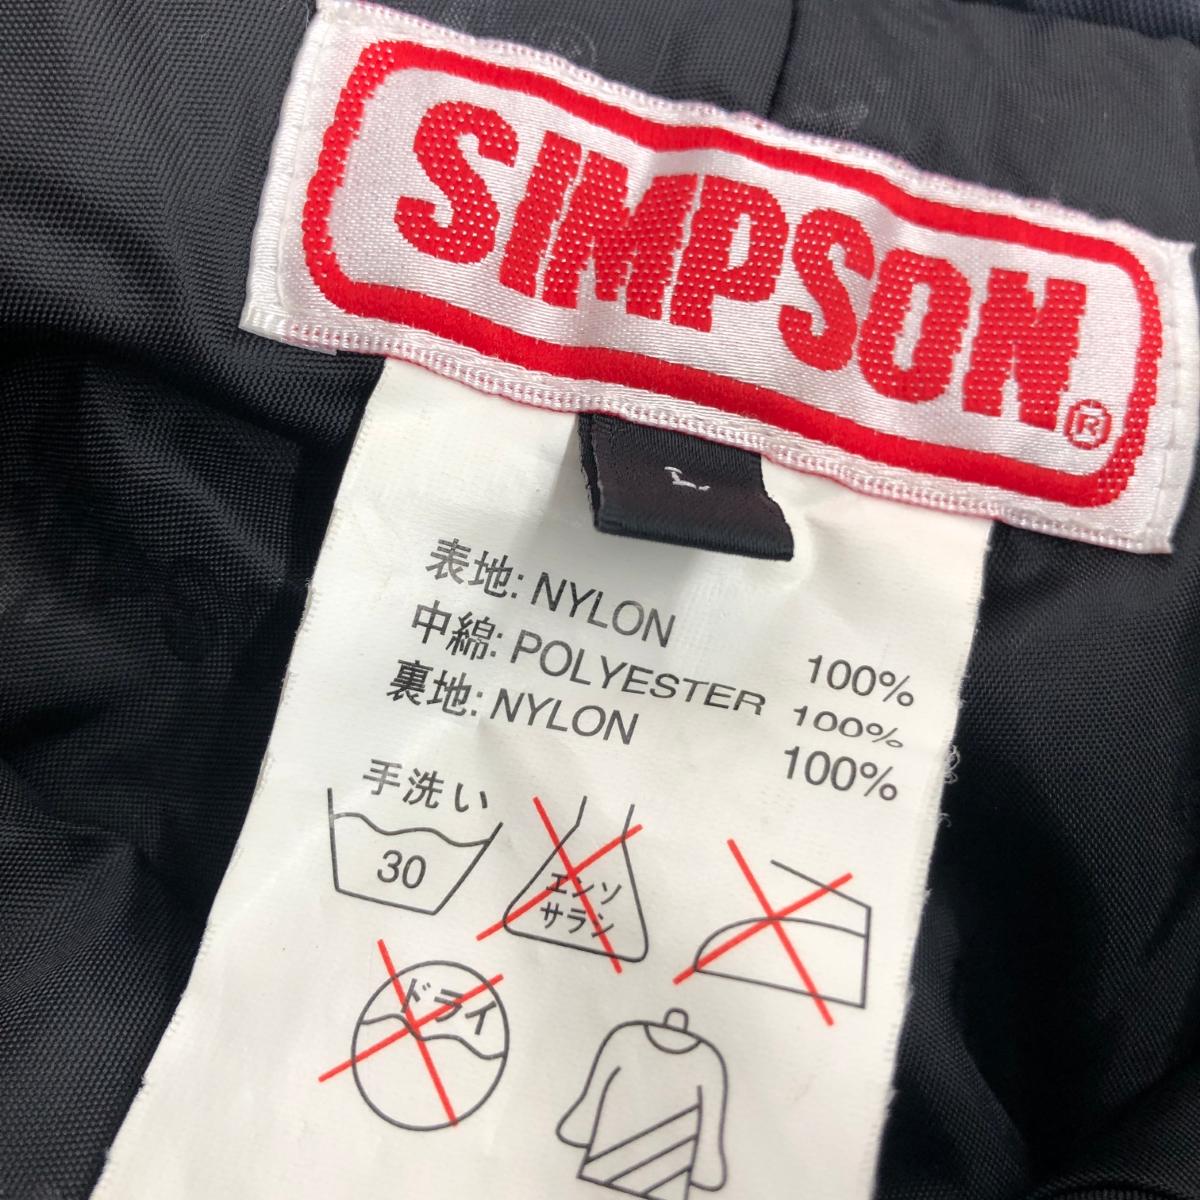 SIMPSON®
L
表地: NYLON 100%
中綿: POLYESTER 100%
裏地: NYLON 100%
手洗い
30
エンソ
サラシ
ドライ